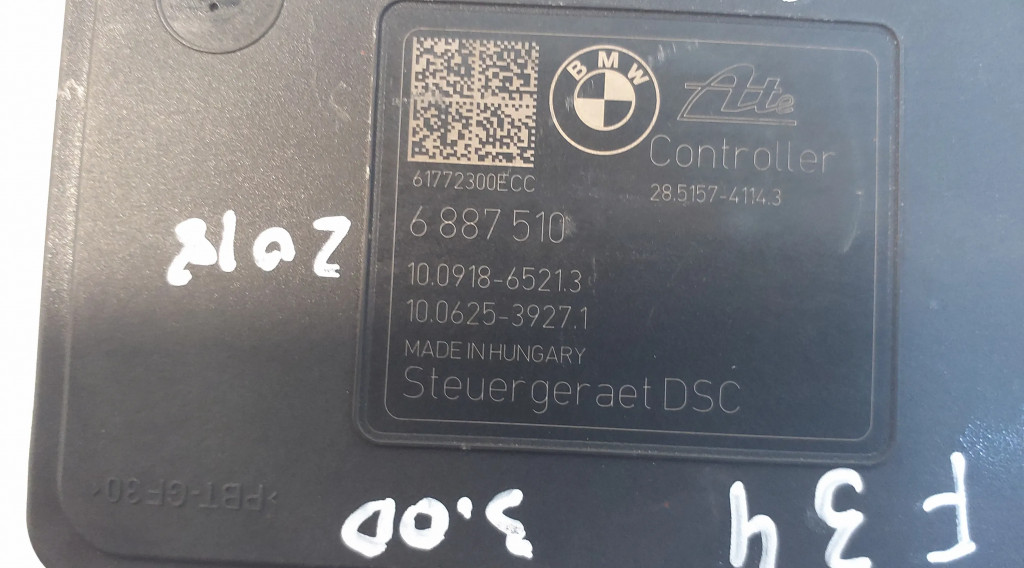 BMW
Ate
Controller
61772300ECC
28.5157-4114.3
6 887 510
10.0918-6521.3
10.0625-3927.1
MADE IN HUNGARY
Steuergeraet DSC
>PBT-GF30<
F34
3.0D